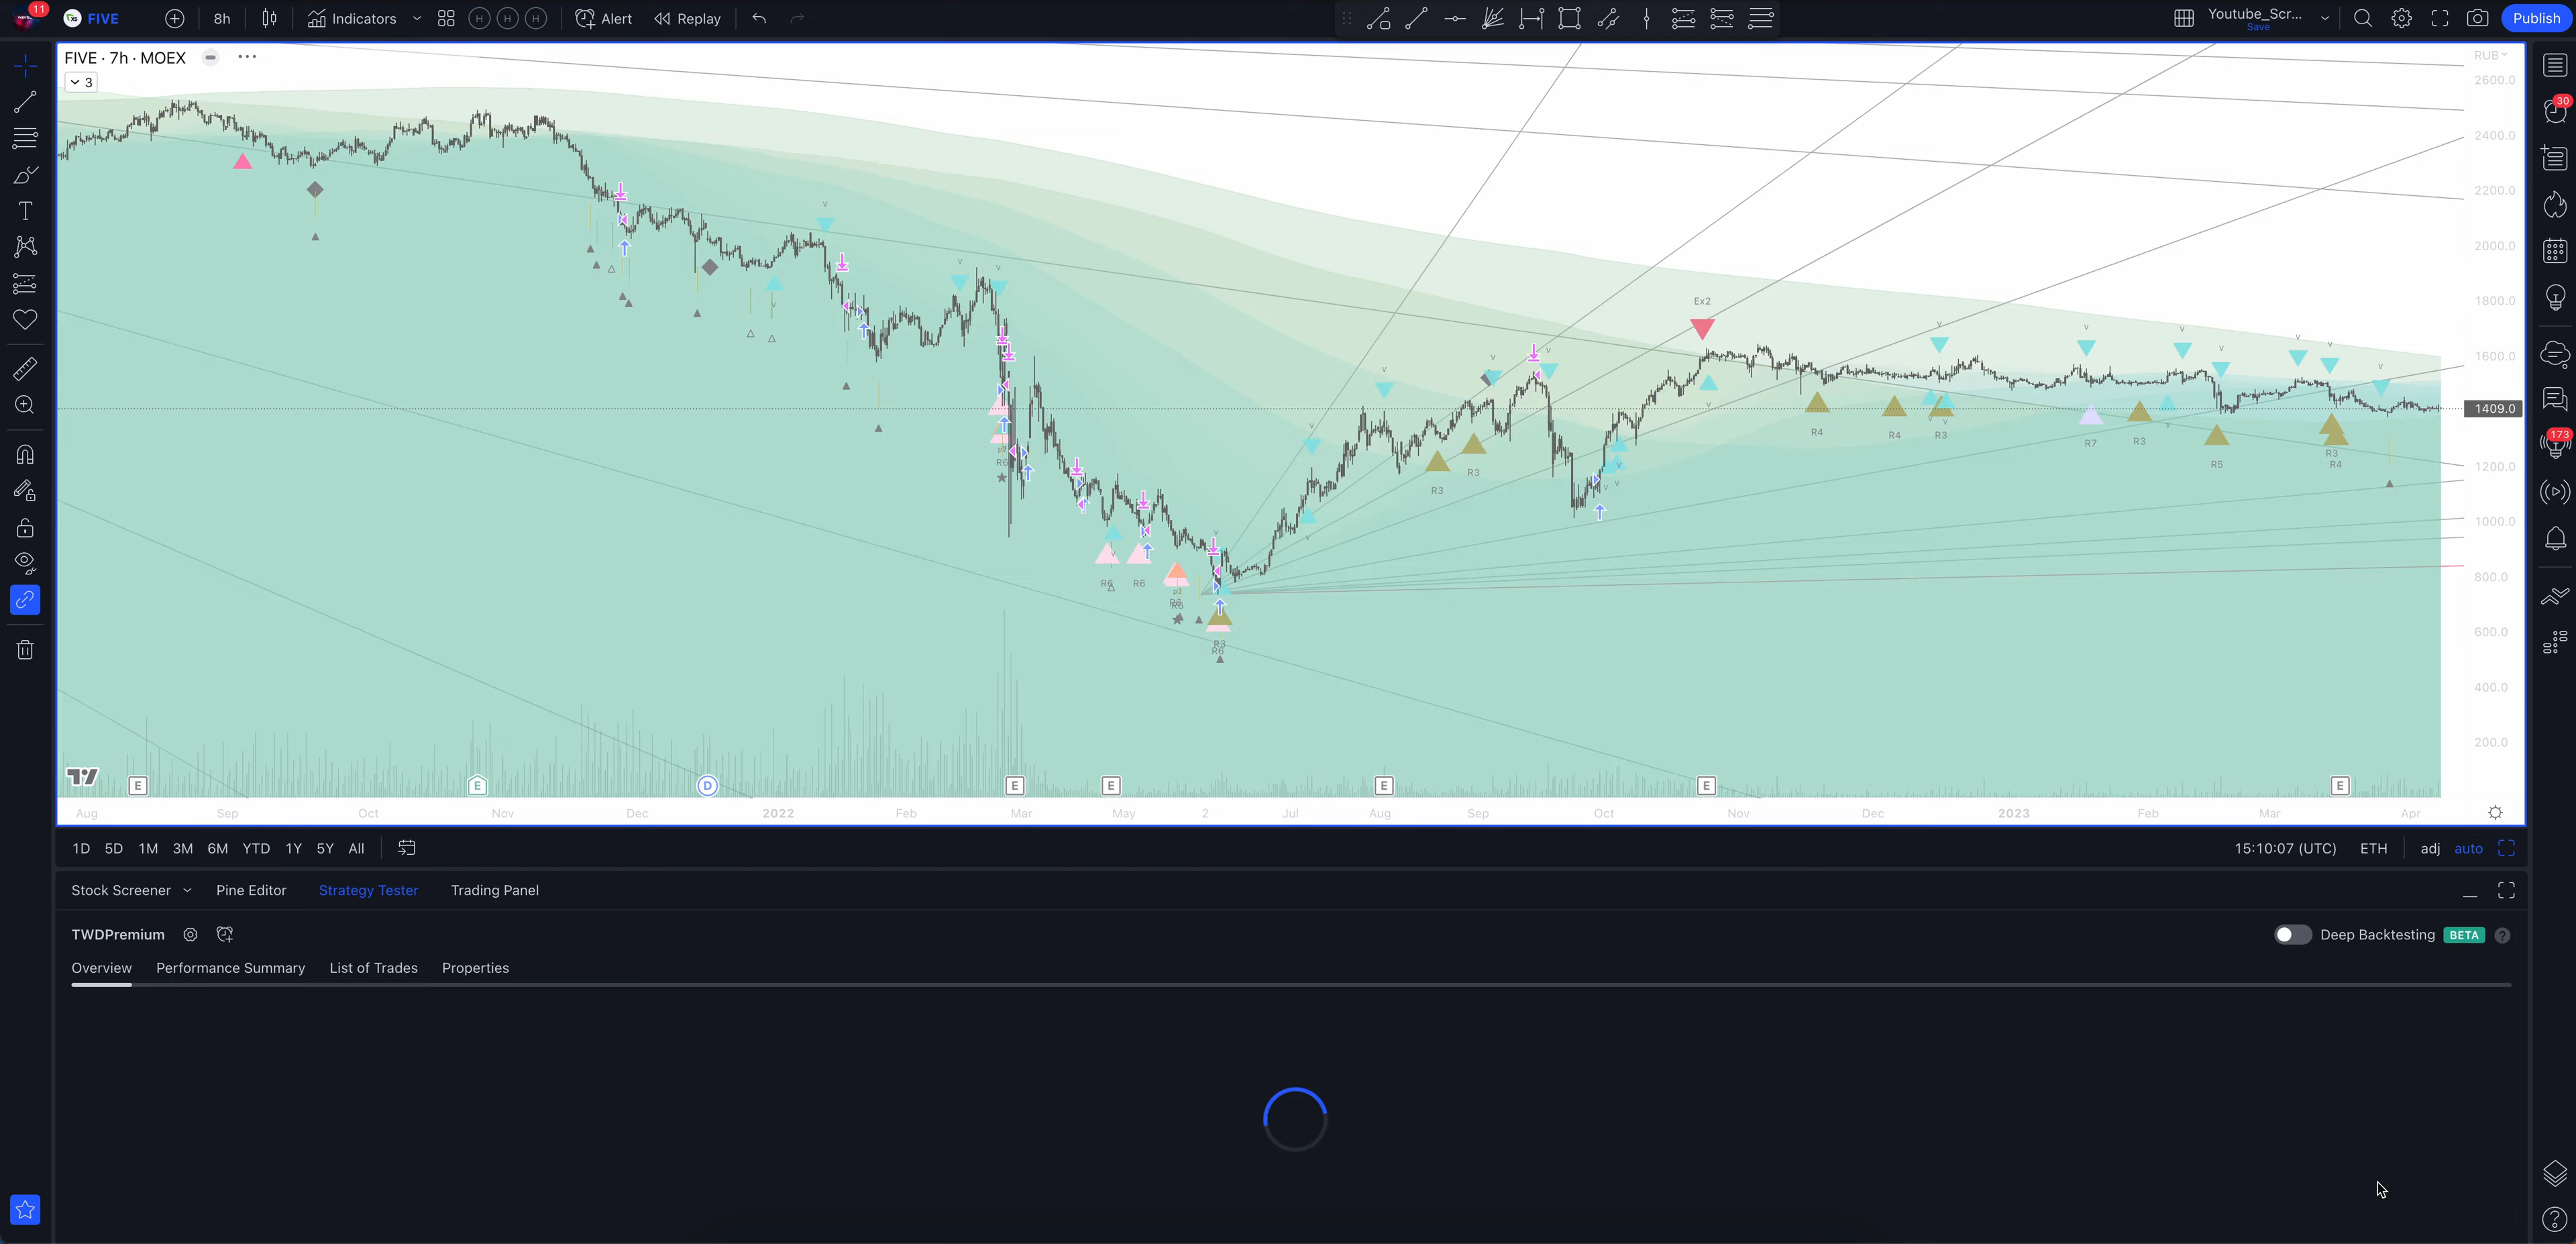 11
FIVE
8h
Indicators
H
H
H
Alert
Replay
Youtube_Scr...
Save
Publish
FIVE · 7h · MOEX
3
RUB
2600.0
2400.0
2200.0
2000.0
1800.0
1600.0
1409.0
1200.0
1000.0
800.0
600.0
400.0
200.0
30
173
Ex2
R6
R6
R6
R6
R3
R6
R3
R3
R4
R4
R3
R7
R3
R5
R3
R4
E
E
D
E
E
E
E
E
Aug
Sep
Oct
Nov
Dec
2022
Feb
Mar
May
2
Jul
Aug
Sep
Oct
Nov
Dec
2023
Feb
Mar
Apr
1D 5D 1M 3M 6M YTD 1Y 5Y All
15:10:07 (UTC) ETH adj auto
Stock Screener Pine Editor Strategy Tester Trading Panel
TWDPremium
Deep Backtesting BETA ?
Overview Performance Summary List of Trades Properties